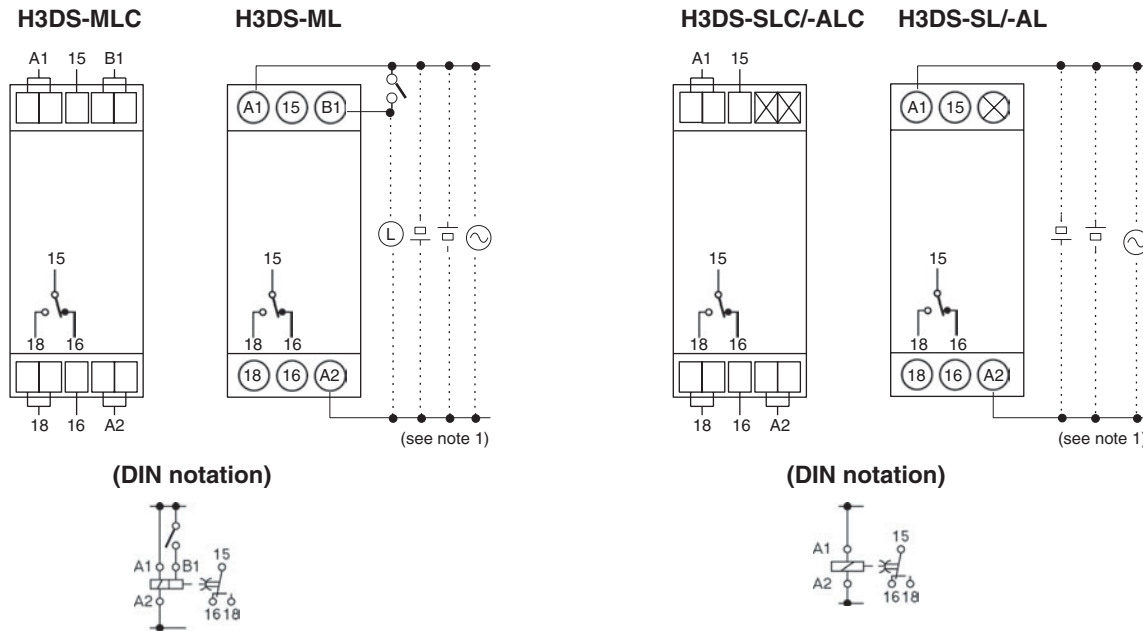 H3DS-MLC H3DS-ML H3DS-SLC/-ALC H3DS-SL/-AL
A1 15 B1 A1 15
A1 15 B1 A1 15
L
15 15 15 15
18 16 18 16 18 16 18 16
18 16 A2 18 16 A2
18 16 A2 (see note 1) 18 16 A2 (see note 1)
(DIN notation) (DIN notation)
15 15
A1 B1 A1
A2 A2
16 18 16 18